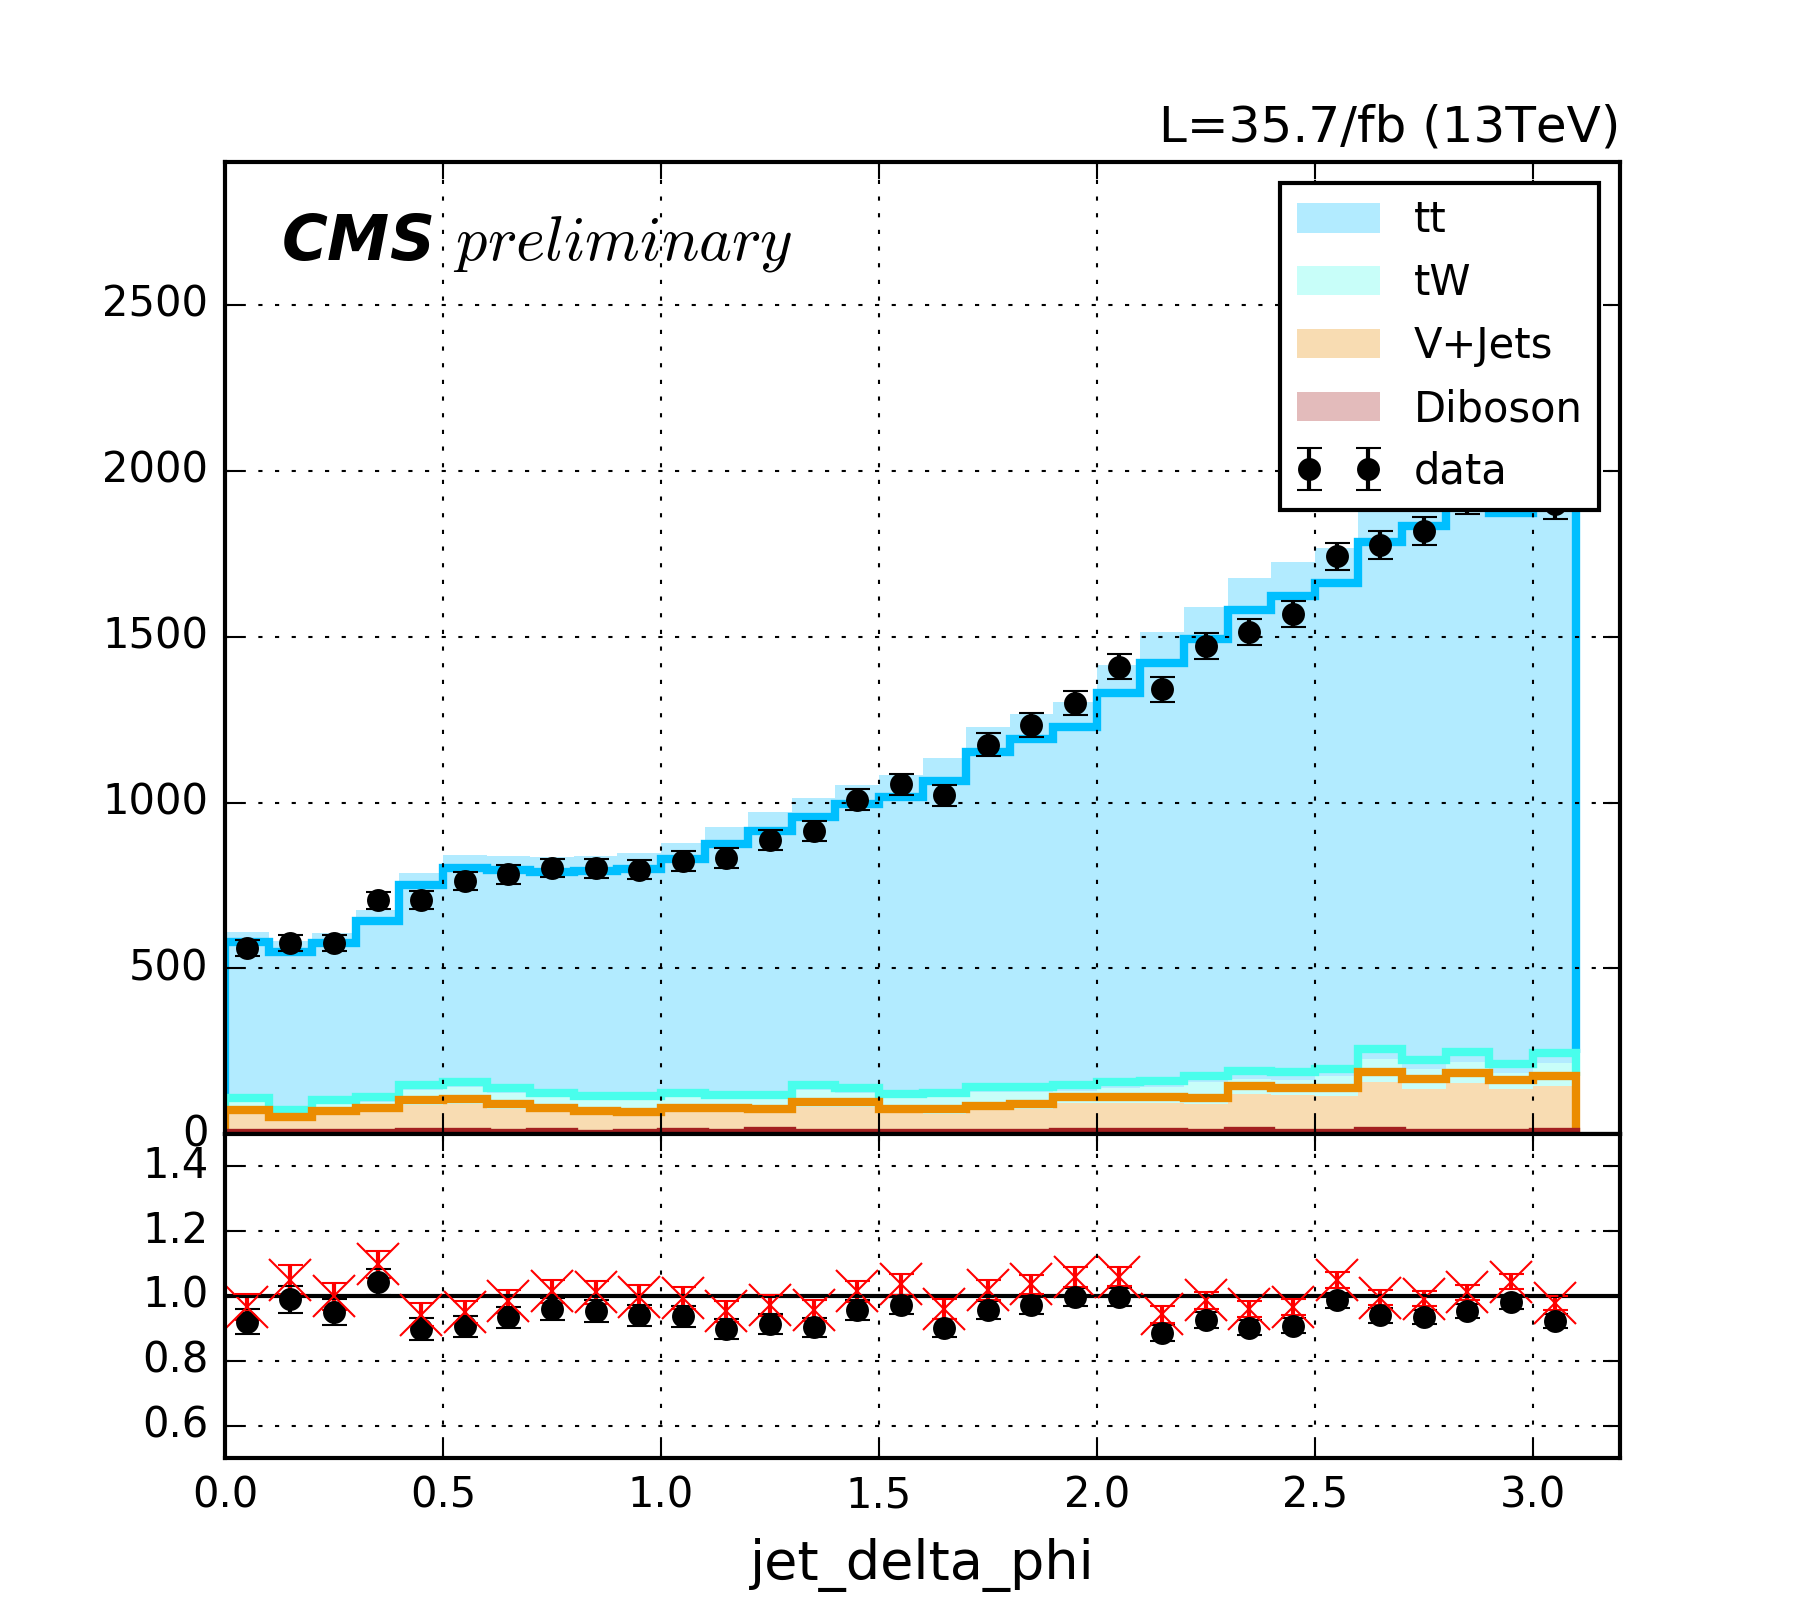 L=35.7/fb (13TeV)
CMS preliminary
tt
tW
V+Jets
Diboson
data
2500
2000
1500
1000
500
0
1.4
1.2
1.0
0.8
0.6
0.0 0.5 1.0 1.5 2.0 2.5 3.0
jet_delta_phi